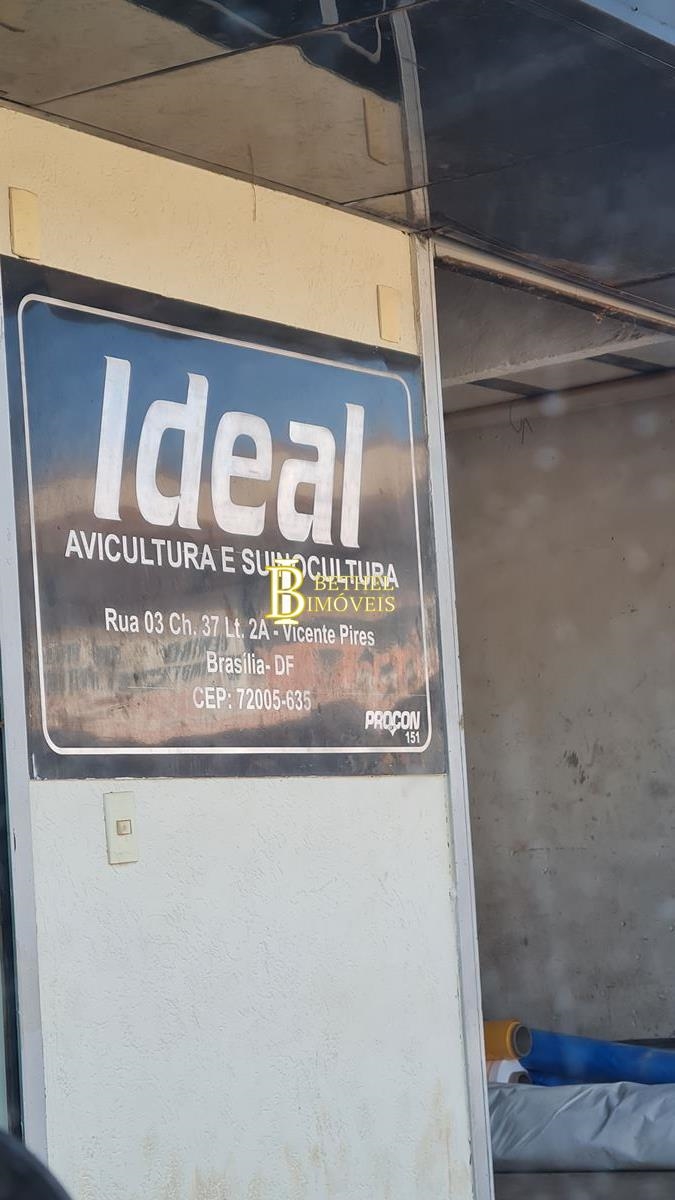 Ideal
AVICULTURA E SUINOCULTURA
B BETHEL
IMÓVEIS
Rua 03 Ch. 37 Lt. 2A - Vicente Pires
Brasília- DF
CEP: 72005-635
PROCON
151